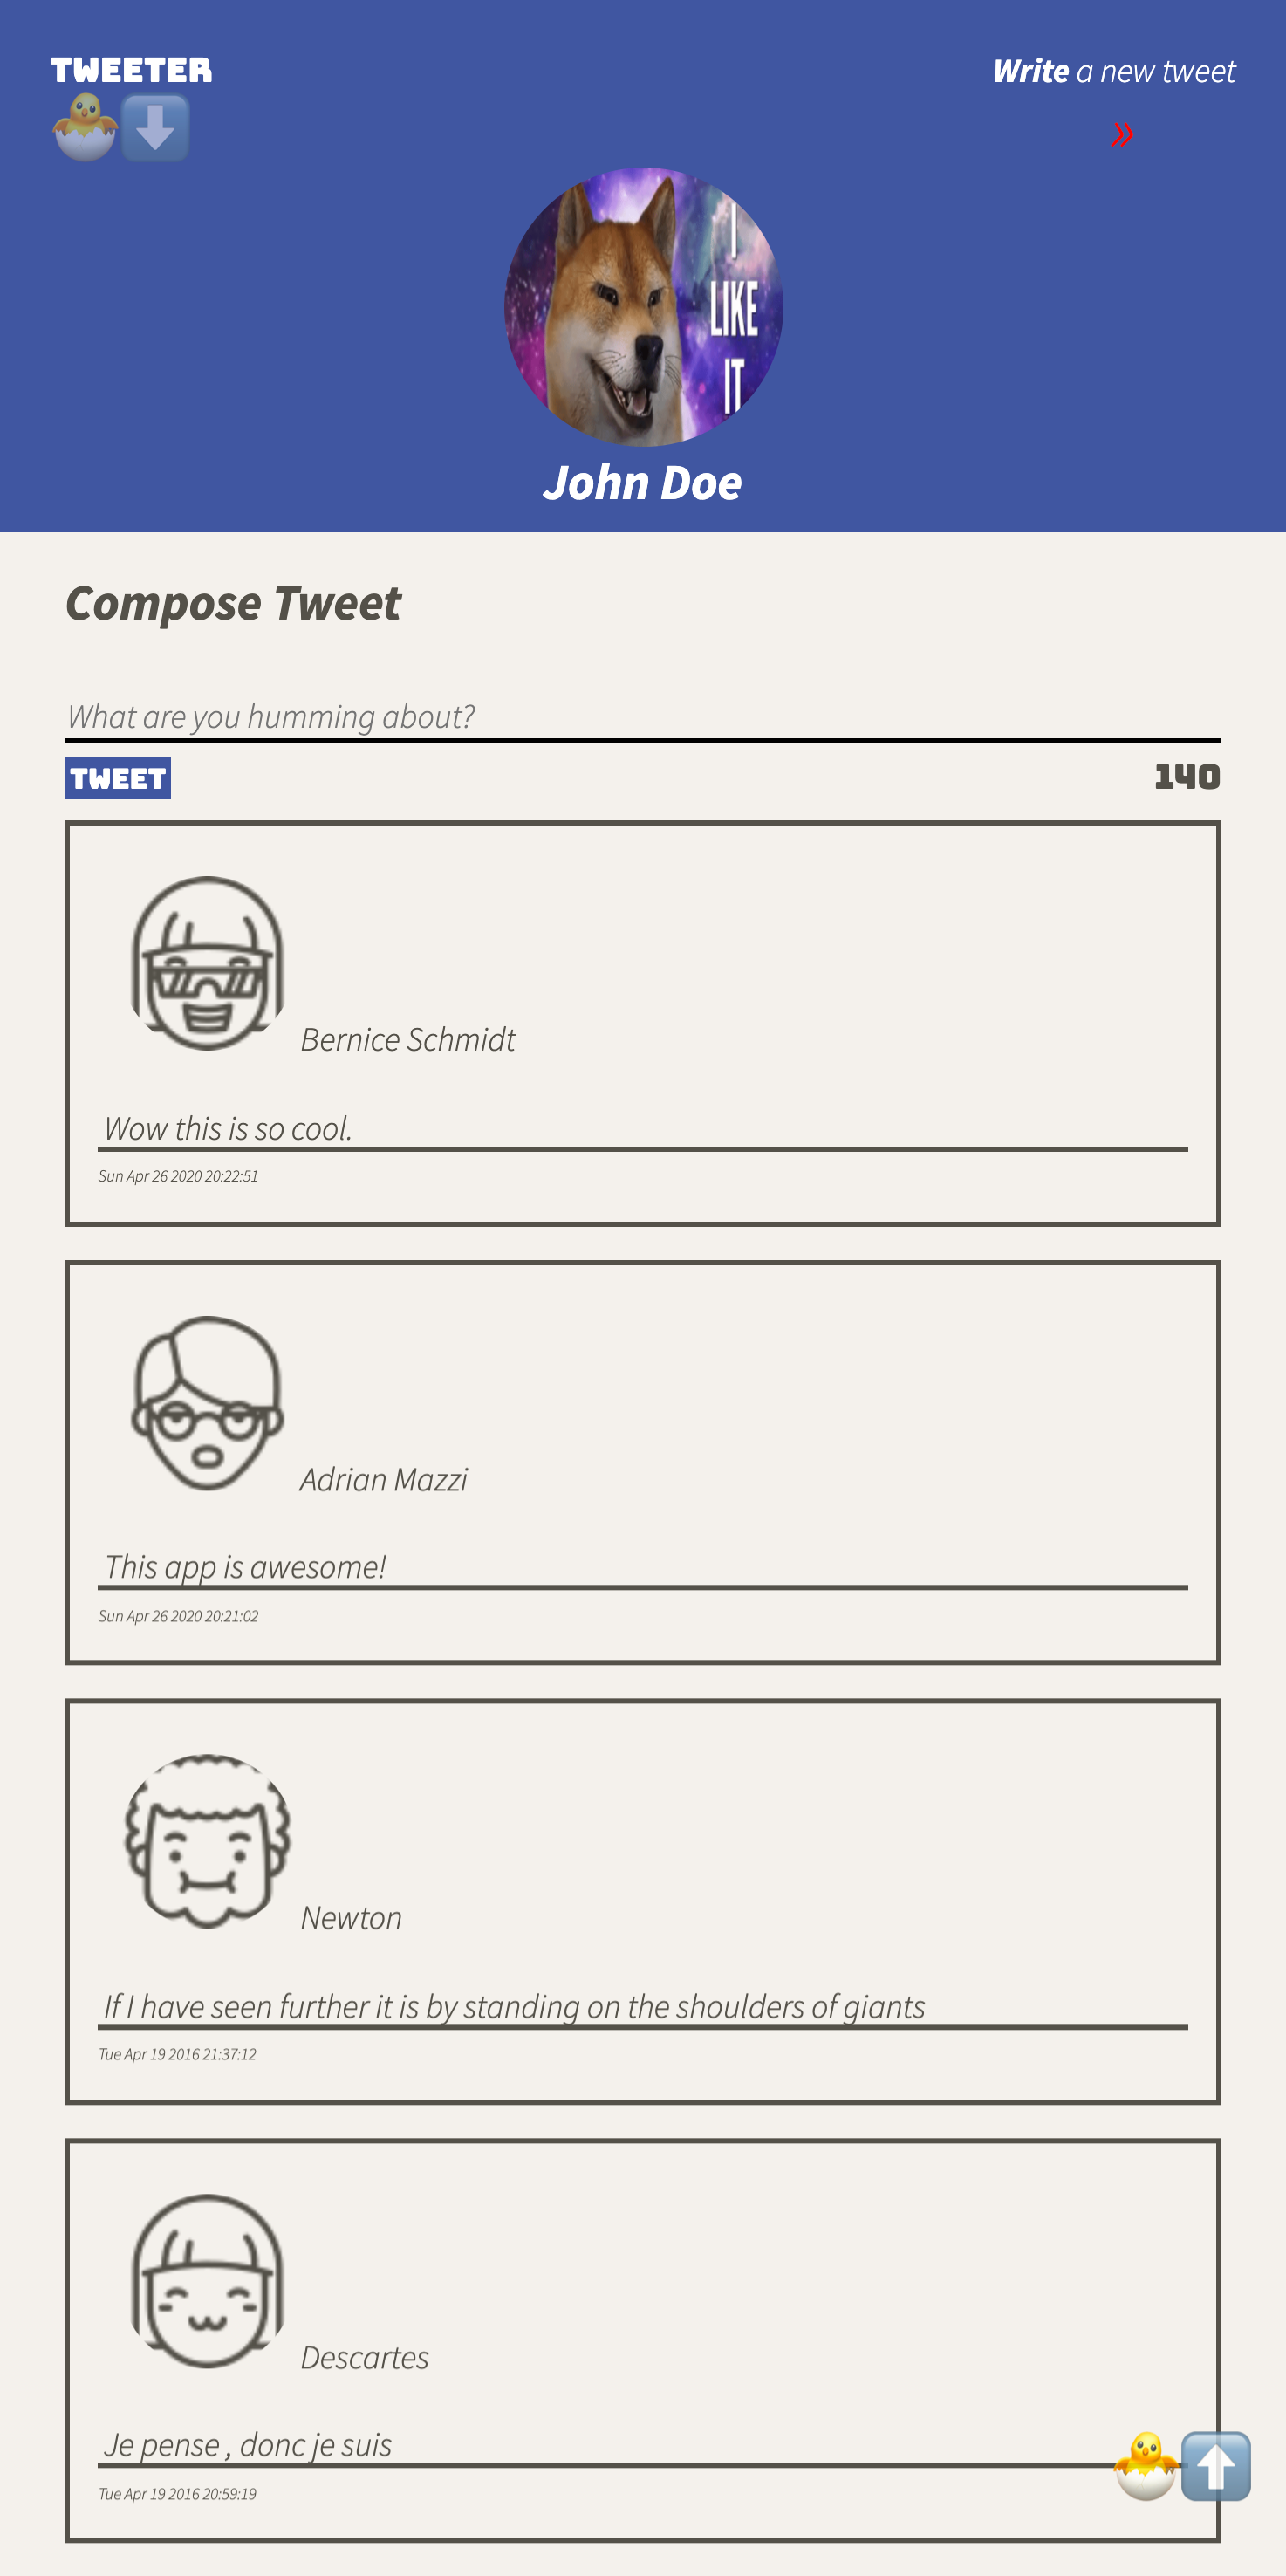 TWEETER
Write a new tweet
»
I
LIKE
IT
John Doe
Compose Tweet
What are you humming about?
TWEET
140
Bernice Schmidt
Wow this is so cool.
Sun Apr 26 2020 20:22:51
Adrian Mazzi
This app is awesome!
Sun Apr 26 2020 20:21:02
Newton
If I have seen further it is by standing on the shoulders of giants
Tue Apr 19 2016 21:37:12
Descartes
Je pense , donc je suis
Tue Apr 19 2016 20:59:19